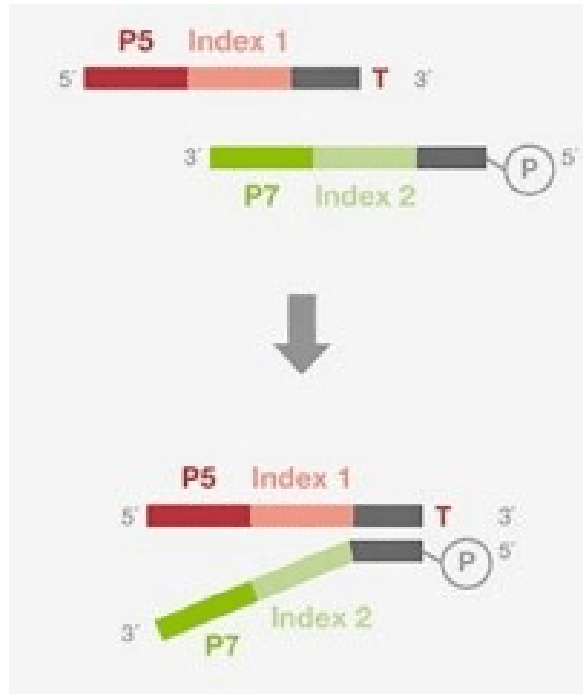 P5 Index 1
5´ T 3´
3´ P 5´
P7 Index 2
P5 Index 1
5´ T 3´
P 5´
Index 2
3´ P7